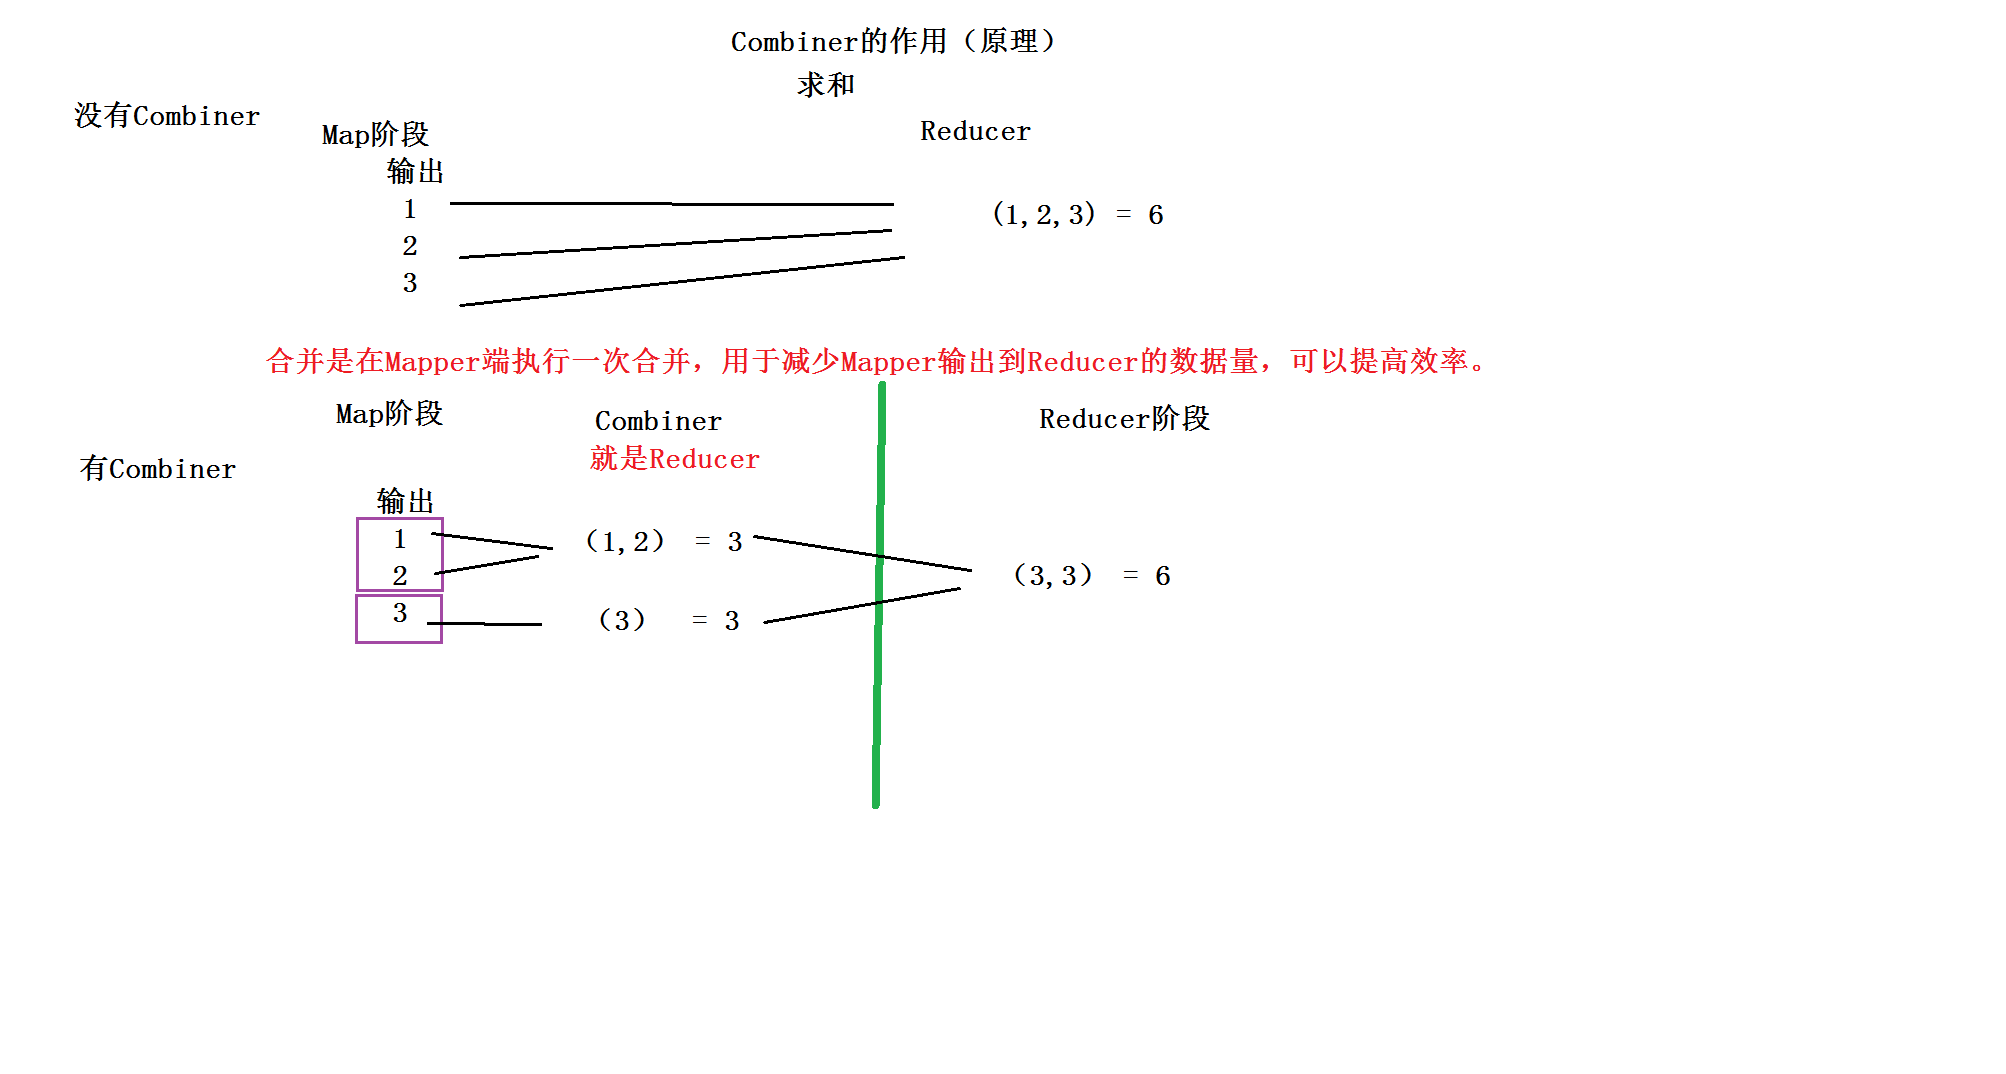 Combiner的作用（原理）
求和
没有Combiner
Map阶段
Reducer
输出
1
(1,2,3) = 6
2
3
合并是在Mapper端执行一次合并，用于减少Mapper输出到Reducer的数据量，可以提高效率。
Map阶段
Combiner
Reducer阶段
就是Reducer
有Combiner
输出
1
（1,2） = 3
2
（3,3） = 6
3
（3） = 3